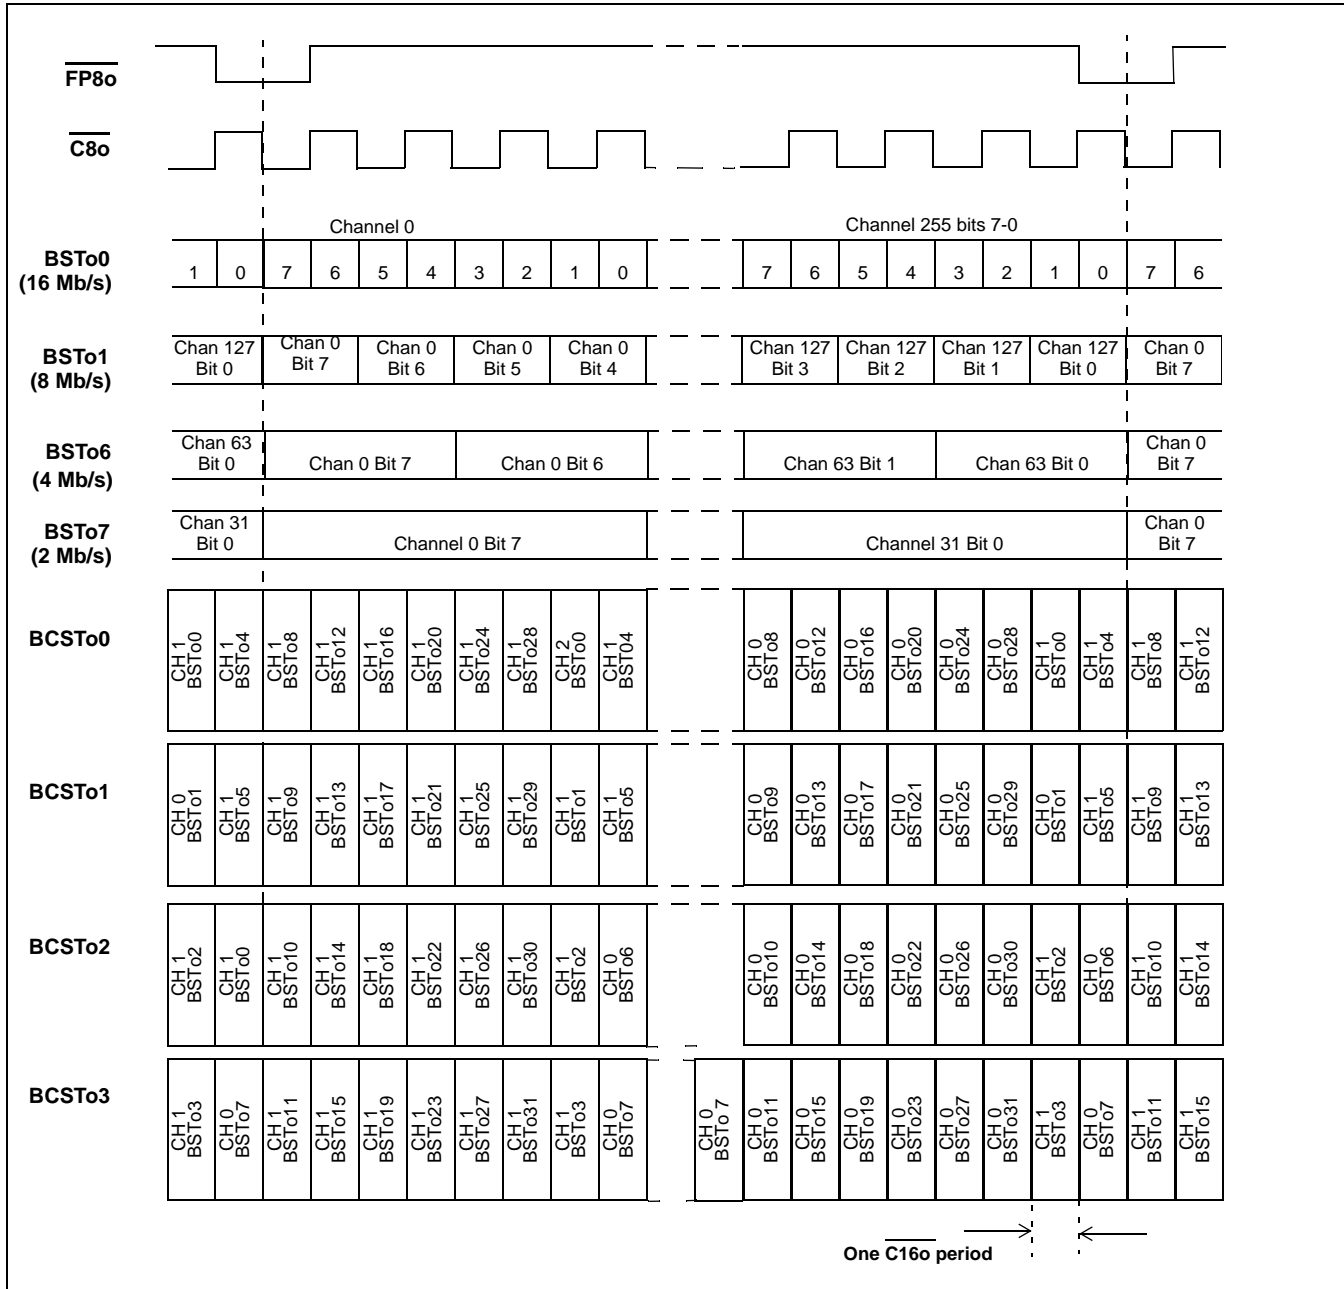 FP8o
C8o
Channel 0
Channel 255 bits 7-0
BSTo0
(16 Mb/s)
1 0 7 6 5 4 3 2 1 0 7 6 5 4 3 2 1 0 7 6
BSTo1
(8 Mb/s)
Chan 127 Chan 0 Chan 0 Chan 0 Chan 0 Chan 127 Chan 127 Chan 127 Chan 127 Chan 0
Bit 0 Bit 7 Bit 6 Bit 5 Bit 4 Bit 3 Bit 2 Bit 1 Bit 0 Bit 7
BSTo6
(4 Mb/s)
Chan 63
Bit 0
Chan 0 Bit 7
Chan 0 Bit 6
Chan 63 Bit 1
Chan 63 Bit 0
Chan 0
Bit 7
BSTo7
(2 Mb/s)
Chan 31
Bit 0
Channel 0 Bit 7
Channel 31 Bit 0
Chan 0
Bit 7
BCSTo0
CH 1
BSTo0
CH 1
BSTo4
CH 1
BSTo8
CH 1
BSTo12
CH 1
BSTo16
CH 1
BSTo20
CH 1
BSTo24
CH 1
BSTo28
CH 2
BSTo0
CH 1
BST04
CH 0
BSTo8
CH 0
BSTo12
CH 0
BSTo16
CH 0
BSTo20
CH 0
BSTo24
CH 0
BSTo28
CH 1
BSTo0
CH 1
BSTo4
CH 1
BSTo8
CH 1
BSTo12
BCSTo1
CH 0
BSTo1
CH 1
BSTo5
CH 1
BSTo9
CH 1
BSTo13
CH 1
BSTo17
CH 1
BSTo21
CH 1
BSTo25
CH 1
BSTo29
CH 2
BSTo1
CH 1
BSTo5
CH 0
BSTo9
CH 0
BSTo13
CH 0
BSTo17
CH 0
BSTo21
CH 0
BSTo25
CH 0
BSTo29
CH 0
BSTo1
CH 1
BSTo5
CH 1
BSTo9
CH 1
BSTo13
BCSTo2
CH 1
BSTo2
CH 1
BSTo0
CH 1
BSTo10
CH 1
BSTo14
CH 1
BSTo18
CH 1
BSTo22
CH 1
BSTo26
CH 1
BSTo30
CH 1
BSTo2
CH 0
BSTo6
CH 0
BSTo10
CH 0
BSTo14
CH 0
BSTo18
CH 0
BSTo22
CH 0
BSTo26
CH 0
BSTo30
CH 1
BSTo2
CH 0
BSTo6
CH 1
BSTo10
CH 1
BSTo14
BCSTo3
CH 1
BSTo3
CH 0
BSTo7
CH 1
BSTo11
CH 1
BSTo15
CH 1
BSTo19
CH 1
BSTo23
CH 1
BSTo27
CH 1
BSTo31
CH 1
BSTo3
CH 0
BSTo7
CH 0
BSTo 7
CH 0
BSTo11
CH 0
BSTo15
CH 0
BSTo19
CH 0
BSTo23
CH 0
BSTo27
CH 0
BSTo31
CH 1
BSTo3
CH 0
BSTo7
CH 1
BSTo11
CH 1
BSTo15
One C16o period